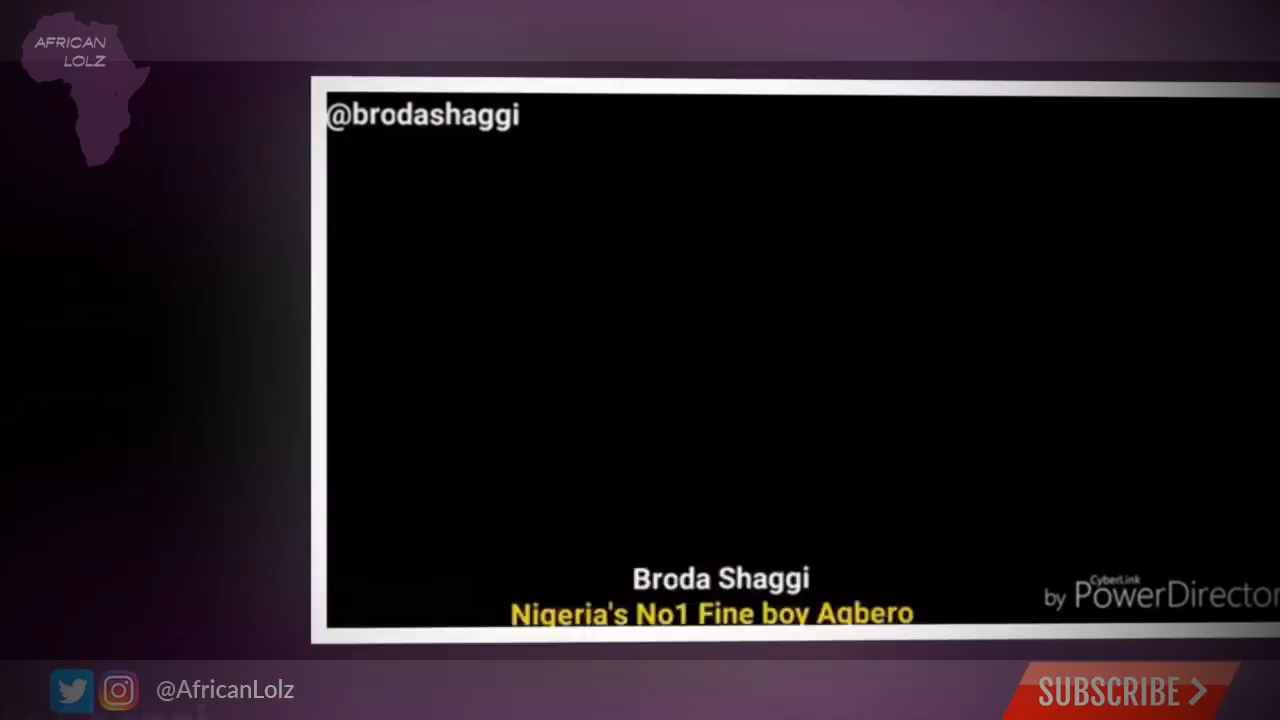 AFRICAN
LOLZ
@brodashaggi
Broda Shaggi
Nigeria's No1 Fine boy Agbero
by CyberLink PowerDirector
@AfricanLolz
SUBSCRIBE